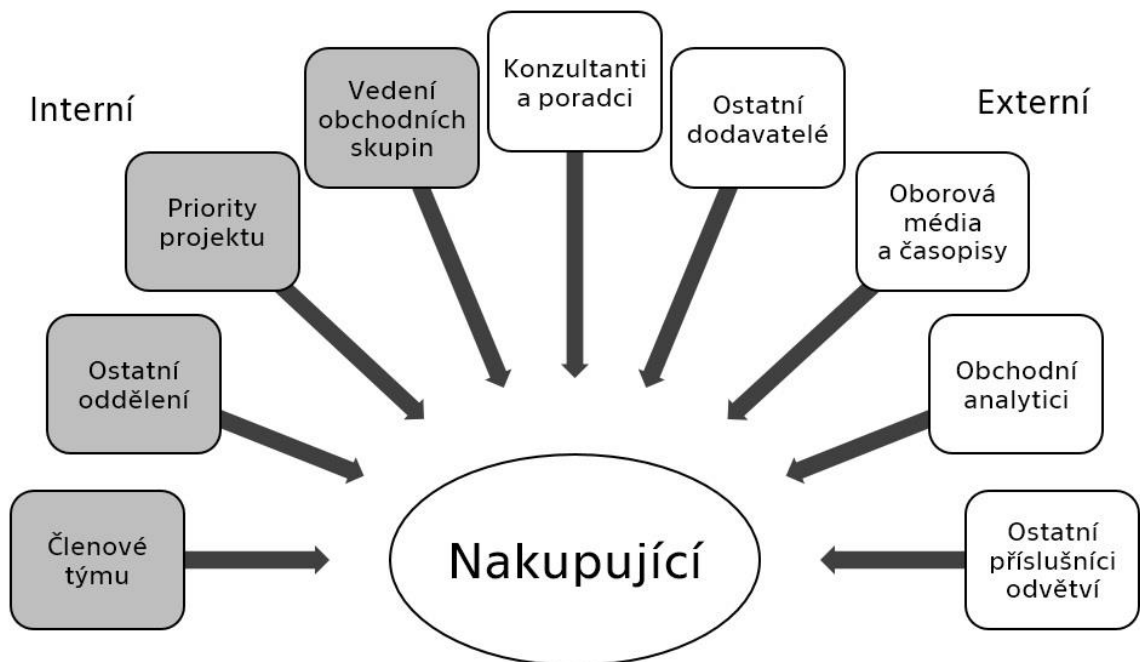 Interní
Externí
Vedení
obchodních
skupin
Konzultanti
a poradci
Ostatní
dodavatelé
Priority
projektu
Oborová
média
a časopisy
Ostatní
oddělení
Obchodní
analytici
Členové
týmu
Nakupující
Ostatní
příslušníci
odvětví